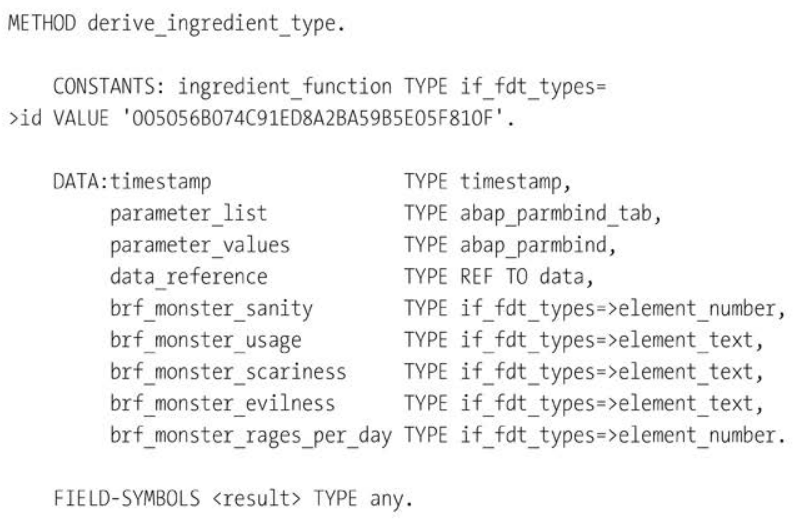 METHOD derive_ingredient_type.
CONSTANTS: ingredient_function TYPE if_fdt_types=
>id VALUE '005056B074C91ED8A2BA59B5E05F810F'.
DATA:timestamp TYPE timestamp,
parameter_list TYPE abap_parmbind_tab,
parameter_values TYPE abap_parmbind,
data_reference TYPE REF TO data,
brf_monster_sanity TYPE if_fdt_types=>element_number,
brf_monster_usage TYPE if_fdt_types=>element_text,
brf_monster_scariness TYPE if_fdt_types=>element_text,
brf_monster_evilness TYPE if_fdt_types=>element_text,
brf_monster_rages_per_day TYPE if_fdt_types=>element_number.
FIELD-SYMBOLS <result> TYPE any.